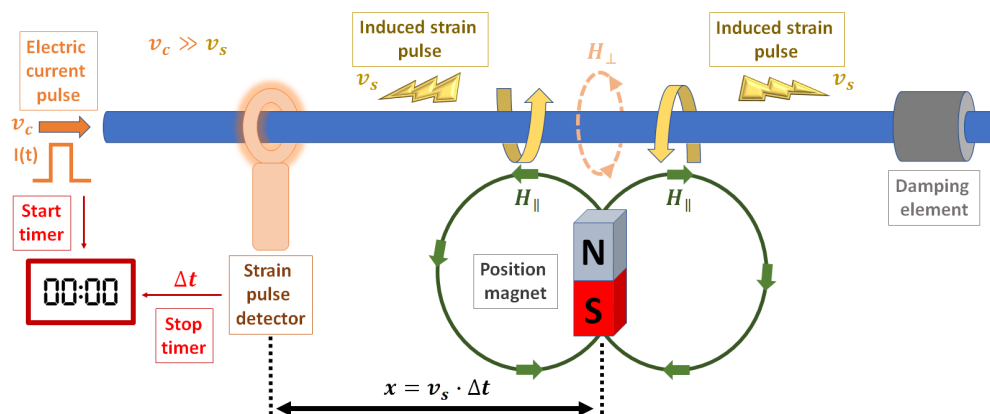 Electric
current
pulse
v_c ≫ v_s
Induced strain
pulse
v_s
H_⊥
Induced strain
pulse
v_s
v_c
I(t)
Start
timer
00:00
Δt
Stop
timer
Strain
pulse
detector
H_∥
H_∥
Position
magnet
N
S
Damping
element
x = v_s · Δt